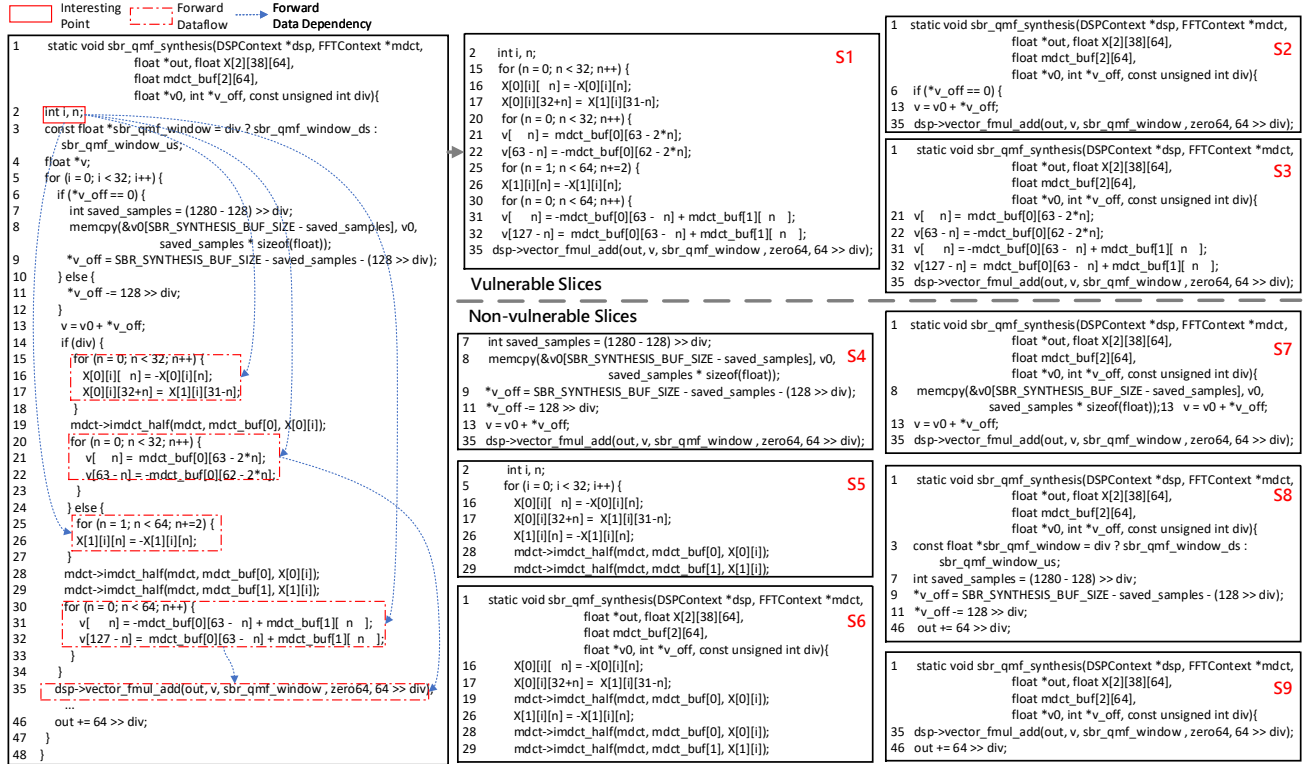 Interesting Point
Forward Dataflow
Forward Data Dependency
1 static void sbr_qmf_synthesis(DSPContext *dsp, FFTContext *mdct,
float *out, float X[2][38][64],
float mdct_buf[2][64],
float *v0, int *v_off, const unsigned int div){
2 int i, n;
3 const float *sbr_qmf_window = div ? sbr_qmf_window_ds :
sbr_qmf_window_us;
4 float *v;
5 for (i = 0; i < 32; i++) {
6 if (*v_off == 0) {
7 int saved_samples = (1280 - 128) >> div;
8 memcpy(&v0[SBR_SYNTHESIS_BUF_SIZE - saved_samples], v0,
saved_samples * sizeof(float));
9 *v_off = SBR_SYNTHESIS_BUF_SIZE - saved_samples - (128 >> div);
10 } else {
11 *v_off -= 128 >> div;
12 }
13 v = v0 + *v_off;
14 if (div) {
15 for (n = 0; n < 32; n++) {
16 X[0][i][ n] = -X[0][i][n];
17 X[0][i][32+n] = X[1][i][31-n];
18 }
19 mdct->imdct_half(mdct, mdct_buf[0], X[0][i]);
20 for (n = 0; n < 32; n++) {
21 v[ n] = mdct_buf[0][63 - 2*n];
22 v[63 - n] = -mdct_buf[0][62 - 2*n];
23 }
24 } else {
25 for (n = 1; n < 64; n+=2) {
26 X[1][i][n] = -X[1][i][n];
27 }
28 mdct->imdct_half(mdct, mdct_buf[0], X[0][i]);
29 mdct->imdct_half(mdct, mdct_buf[1], X[1][i]);
30 for (n = 0; n < 64; n++) {
31 v[ n] = -mdct_buf[0][63 - n] + mdct_buf[1][ n ];
32 v[127 - n] = mdct_buf[0][63 - n] + mdct_buf[1][ n ];
33 }
34 }
35 dsp->vector_fmul_add(out, v, sbr_qmf_window , zero64, 64 >> div)
...
46 out += 64 >> div;
47 }
48 }
S1
2 int i, n;
15 for (n = 0; n < 32; n++) {
16 X[0][i][ n] = -X[0][i][n];
17 X[0][i][32+n] = X[1][i][31-n];
20 for (n = 0; n < 32; n++) {
21 v[ n] = mdct_buf[0][63 - 2*n];
22 v[63 - n] = -mdct_buf[0][62 - 2*n];
25 for (n = 1; n < 64; n+=2) {
26 X[1][i][n] = -X[1][i][n];
30 for (n = 0; n < 64; n++) {
31 v[ n] = -mdct_buf[0][63 - n] + mdct_buf[1][ n ];
32 v[127 - n] = mdct_buf[0][63 - n] + mdct_buf[1][ n ];
35 dsp->vector_fmul_add(out, v, sbr_qmf_window , zero64, 64 >> div);
Vulnerable Slices
1 static void sbr_qmf_synthesis(DSPContext *dsp, FFTContext *mdct,
float *out, float X[2][38][64],
float mdct_buf[2][64],
float *v0, int *v_off, const unsigned int div){
S2
6 if (*v_off == 0) {
13 v = v0 + *v_off;
35 dsp->vector_fmul_add(out, v, sbr_qmf_window , zero64, 64 >> div);
1 static void sbr_qmf_synthesis(DSPContext *dsp, FFTContext *mdct,
float *out, float X[2][38][64],
float mdct_buf[2][64],
float *v0, int *v_off, const unsigned int div){
S3
21 v[ n] = mdct_buf[0][63 - 2*n];
22 v[63 - n] = -mdct_buf[0][62 - 2*n];
31 v[ n] = -mdct_buf[0][63 - n] + mdct_buf[1][ n ];
32 v[127 - n] = mdct_buf[0][63 - n] + mdct_buf[1][ n ];
35 dsp->vector_fmul_add(out, v, sbr_qmf_window , zero64, 64 >> div);
Non-vulnerable Slices
7 int saved_samples = (1280 - 128) >> div;
S4
8 memcpy(&v0[SBR_SYNTHESIS_BUF_SIZE - saved_samples], v0,
saved_samples * sizeof(float));
9 *v_off = SBR_SYNTHESIS_BUF_SIZE - saved_samples - (128 >> div);
11 *v_off -= 128 >> div;
13 v = v0 + *v_off;
35 dsp->vector_fmul_add(out, v, sbr_qmf_window , zero64, 64 >> div);
2 int i, n;
S5
5 for (i = 0; i < 32; i++) {
16 X[0][i][ n] = -X[0][i][n];
17 X[0][i][32+n] = X[1][i][31-n];
26 X[1][i][n] = -X[1][i][n];
28 mdct->imdct_half(mdct, mdct_buf[0], X[0][i]);
29 mdct->imdct_half(mdct, mdct_buf[1], X[1][i]);
1 static void sbr_qmf_synthesis(DSPContext *dsp, FFTContext *mdct,
float *out, float X[2][38][64],
float mdct_buf[2][64],
float *v0, int *v_off, const unsigned int div){
S6
16 X[0][i][ n] = -X[0][i][n];
17 X[0][i][32+n] = X[1][i][31-n];
19 mdct->imdct_half(mdct, mdct_buf[0], X[0][i]);
26 X[1][i][n] = -X[1][i][n];
28 mdct->imdct_half(mdct, mdct_buf[0], X[0][i]);
29 mdct->imdct_half(mdct, mdct_buf[1], X[1][i]);
1 static void sbr_qmf_synthesis(DSPContext *dsp, FFTContext *mdct,
float *out, float X[2][38][64],
float mdct_buf[2][64],
float *v0, int *v_off, const unsigned int div){
S7
8 memcpy(&v0[SBR_SYNTHESIS_BUF_SIZE - saved_samples], v0,
saved_samples * sizeof(float));13 v = v0 + *v_off;
13 v = v0 + *v_off;
35 dsp->vector_fmul_add(out, v, sbr_qmf_window , zero64, 64 >> div);
1 static void sbr_qmf_synthesis(DSPContext *dsp, FFTContext *mdct,
float *out, float X[2][38][64],
float mdct_buf[2][64],
float *v0, int *v_off, const unsigned int div){
S8
3 const float *sbr_qmf_window = div ? sbr_qmf_window_ds :
sbr_qmf_window_us;
7 int saved_samples = (1280 - 128) >> div;
9 *v_off = SBR_SYNTHESIS_BUF_SIZE - saved_samples - (128 >> div);
11 *v_off -= 128 >> div;
46 out += 64 >> div;
1 static void sbr_qmf_synthesis(DSPContext *dsp, FFTContext *mdct,
float *out, float X[2][38][64],
float mdct_buf[2][64],
float *v0, int *v_off, const unsigned int div){
S9
35 dsp->vector_fmul_add(out, v, sbr_qmf_window , zero64, 64 >> div);
46 out += 64 >> div;